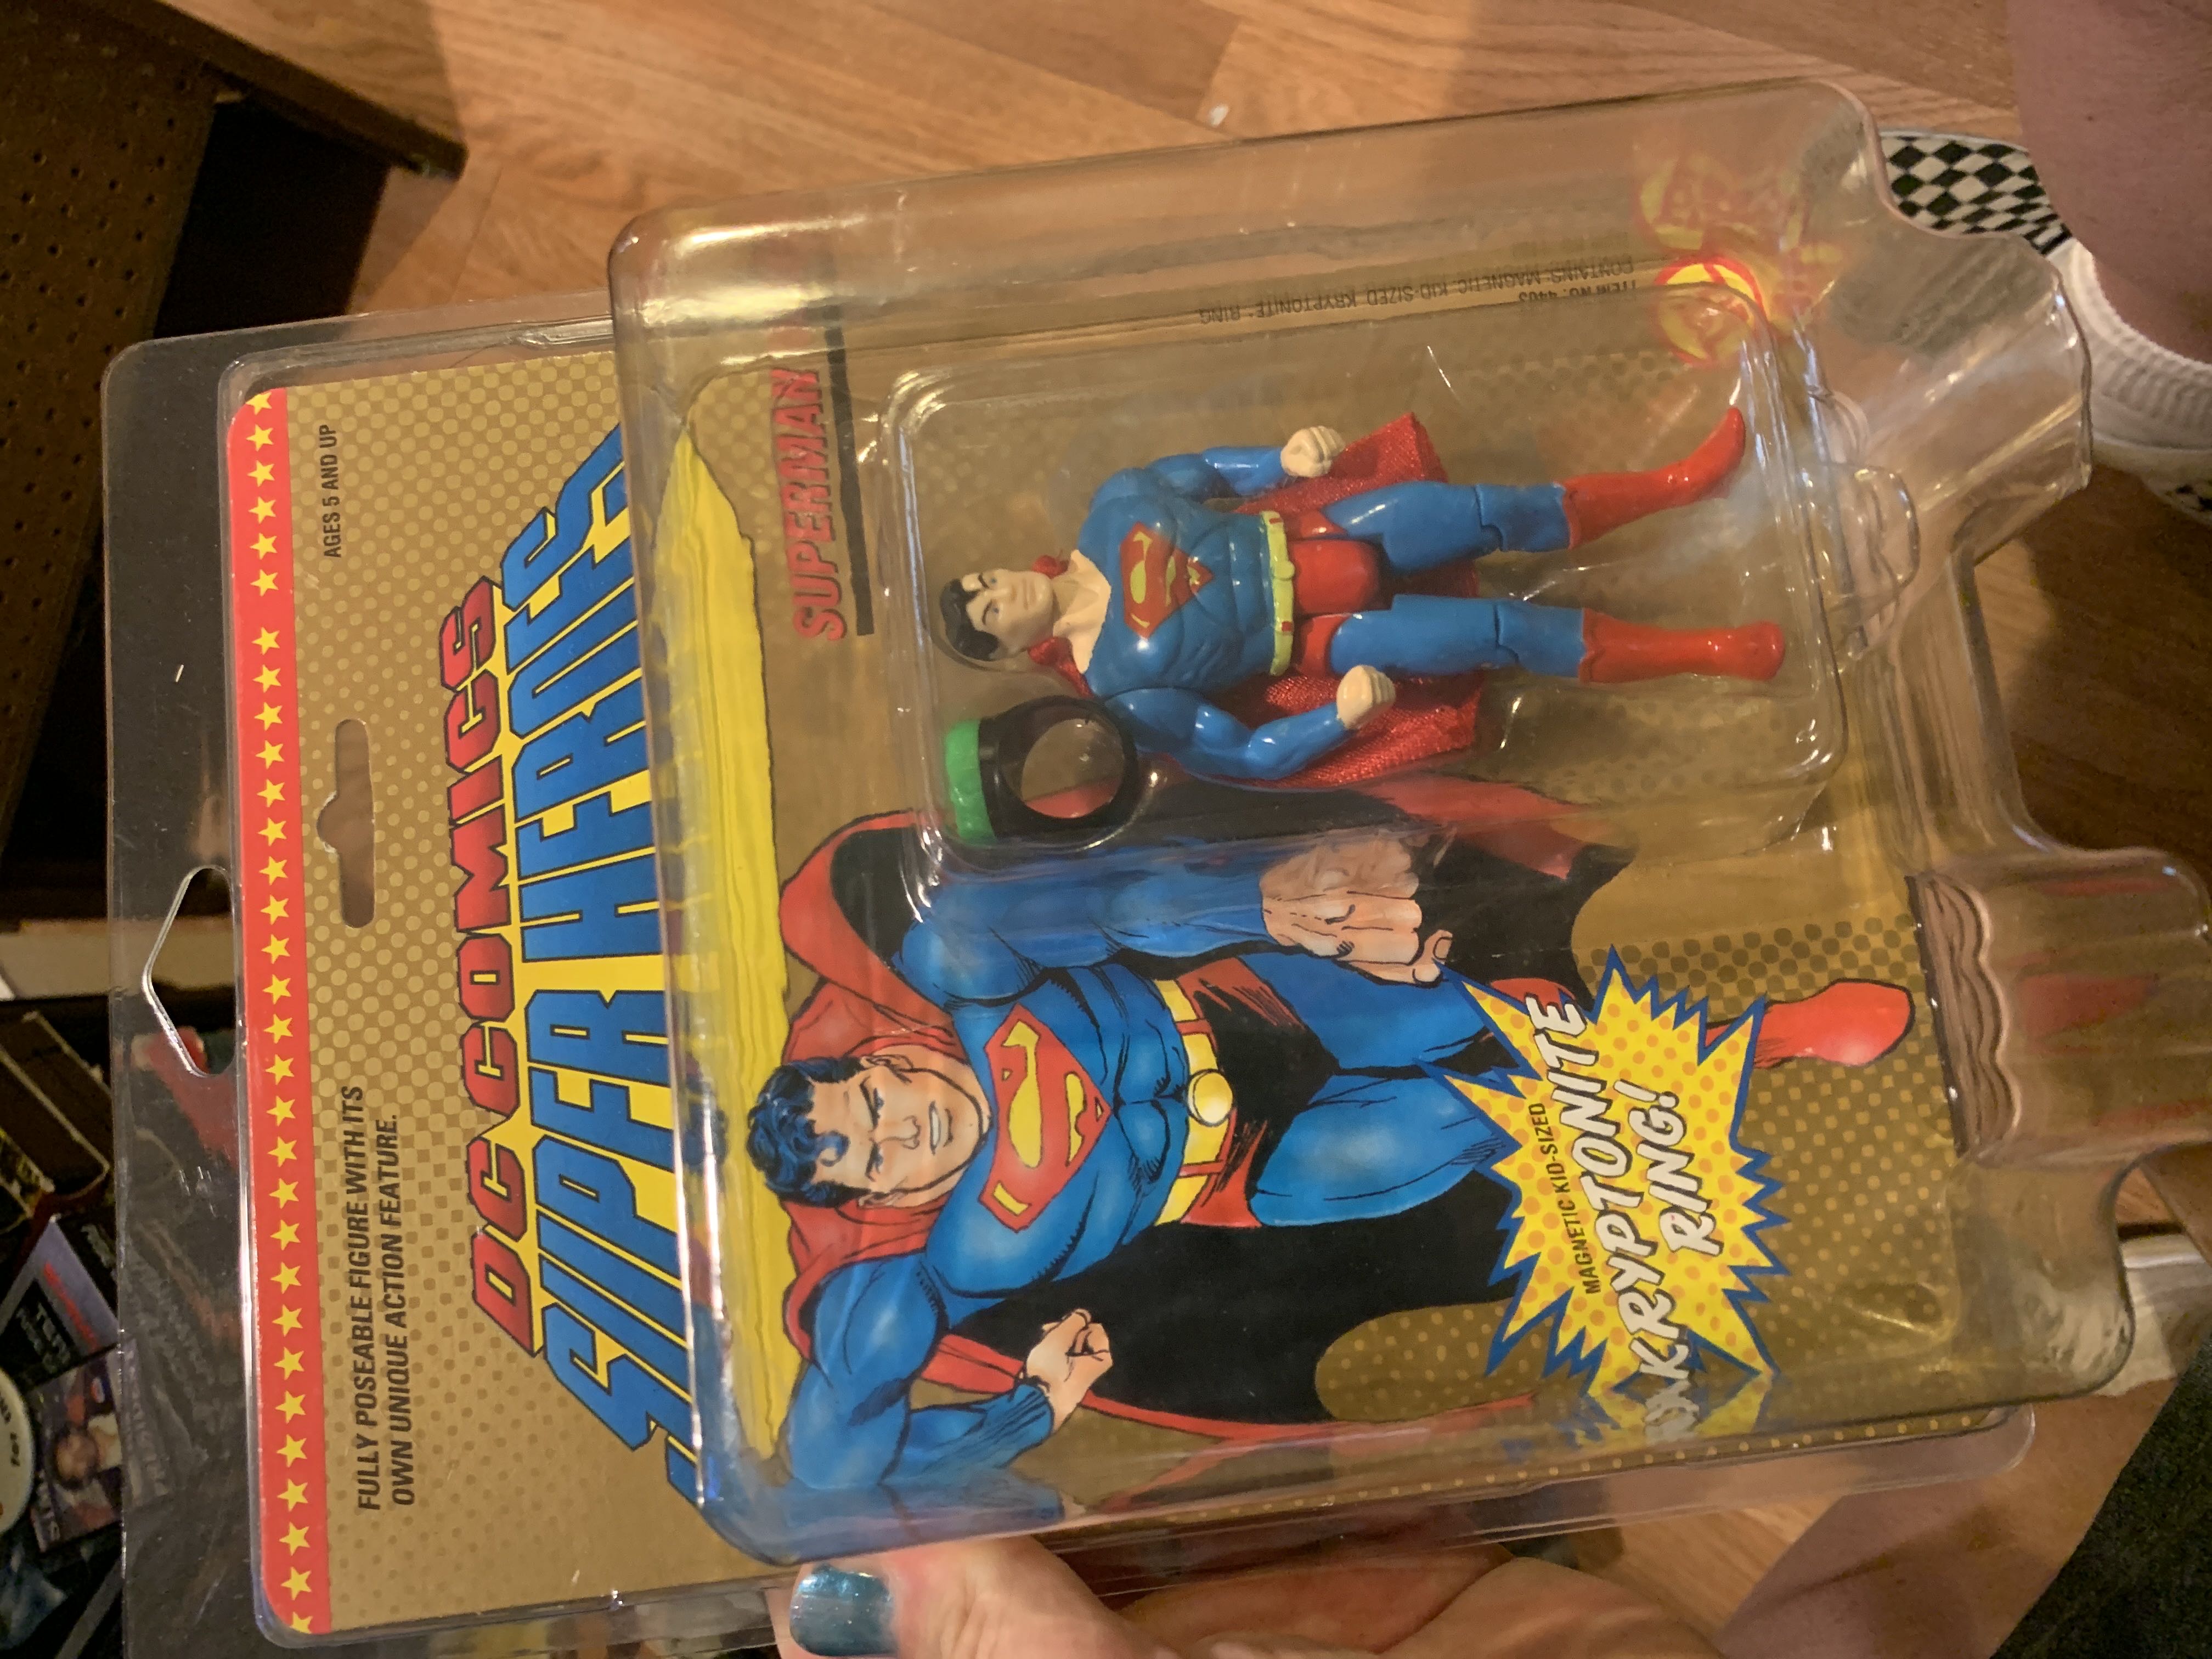 AGES 5 AND UP
FULLY POSEABLE FIGURE WITH ITS
OWN UNIQUE ACTION FEATURE.
DC COMICS
SUPER HEROES
SUPERMAN
MAGNETIC KID-SIZED
KRYPTONITE
RING!
ITEM NO. 4403
CONTAINS: MAGNETIC, KID-SIZED, KRYPTONITE* RING